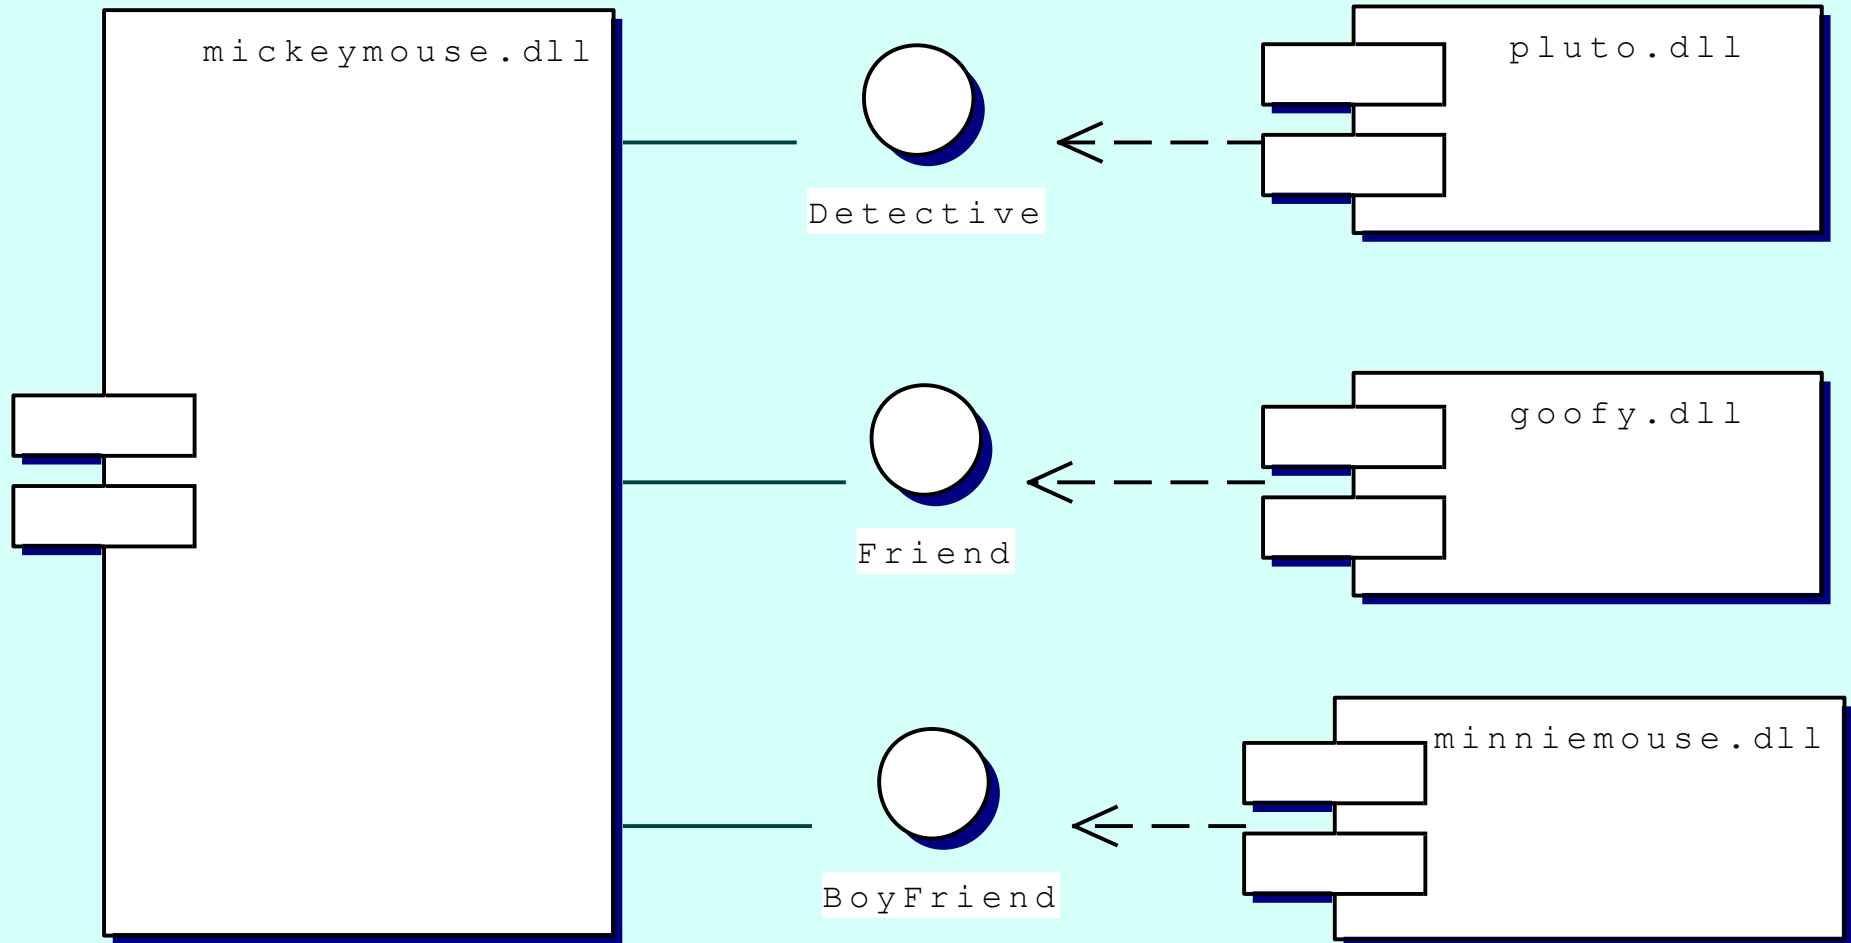 mickeymouse.dll
pluto.dll
Detective
goofy.dll
Friend
minniemouse.dll
BoyFriend